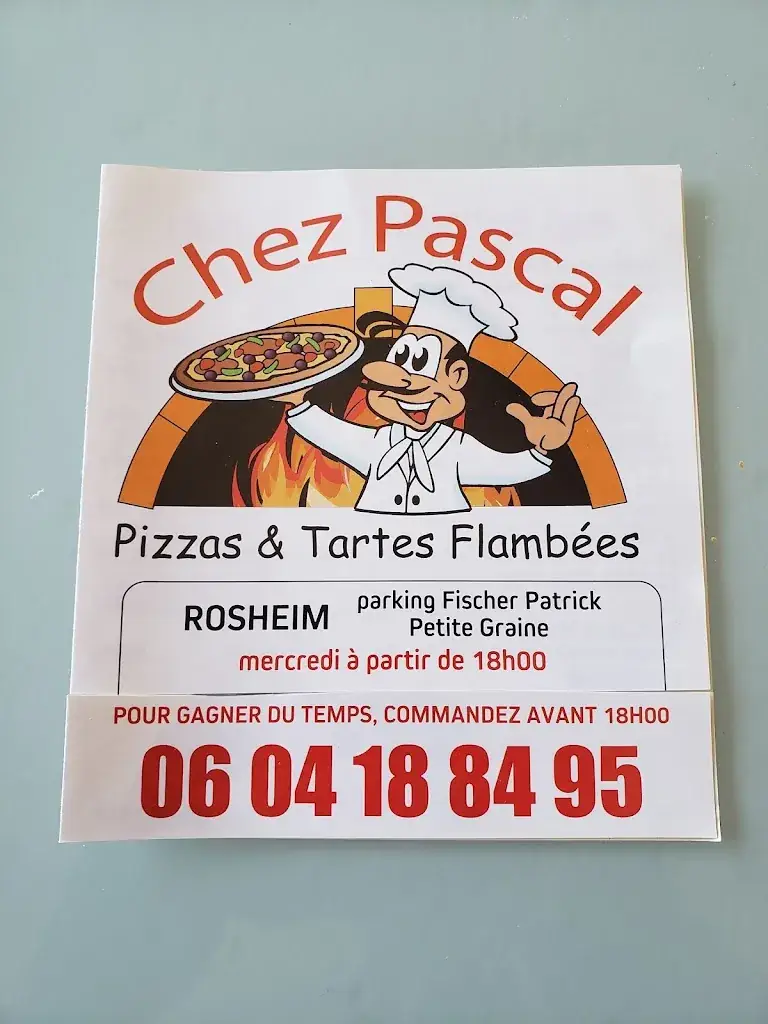 Chez Pascal
Pizzas & Tartes Flambées
ROSHEIM
parking Fischer Patrick
Petite Graine
mercredi à partir de 18h00
POUR GAGNER DU TEMPS, COMMANDEZ AVANT 18H00
06 04 18 84 95